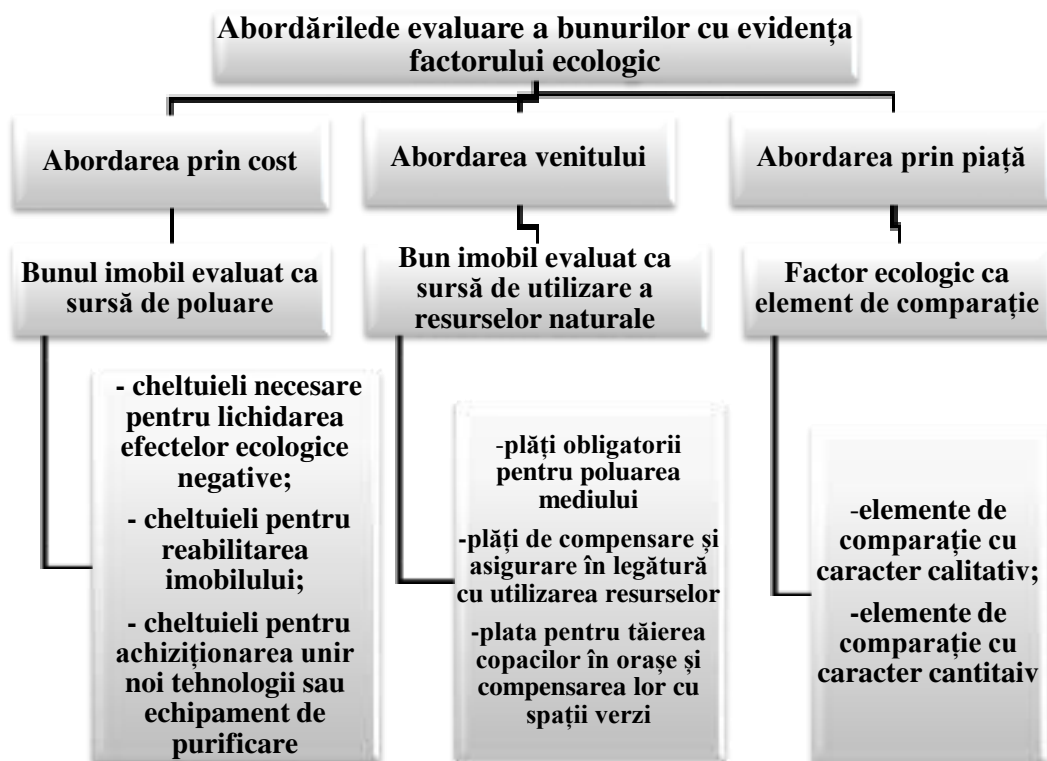 Abordărilede evaluare a bunurilor cu evidența
factorului ecologic
Abordarea prin cost
Abordarea venitului
Abordarea prin piață
Bunul imobil evaluat ca
sursă de poluare
Bun imobil evaluat ca
sursă de utilizare a
resurselor naturale
Factor ecologic ca
element de comparație
- cheltuieli necesare
pentru lichidarea
efectelor ecologice
negative;
- cheltuieli pentru
reabilitarea
imobilului;
- cheltuieli pentru
achiziționarea unir
noi tehnologii sau
echipament de
purificare
-plăți obligatorii
pentru poluarea
mediului
-plăți de compensare și
asigurare în legătură
cu utilizarea resurselor
-plata pentru tăierea
copacilor în orașe și
compensarea lor cu
spații verzi
-elemente de
comparație cu
caracter calitativ;
-elemente de
comparație cu
caracter cantitaiv